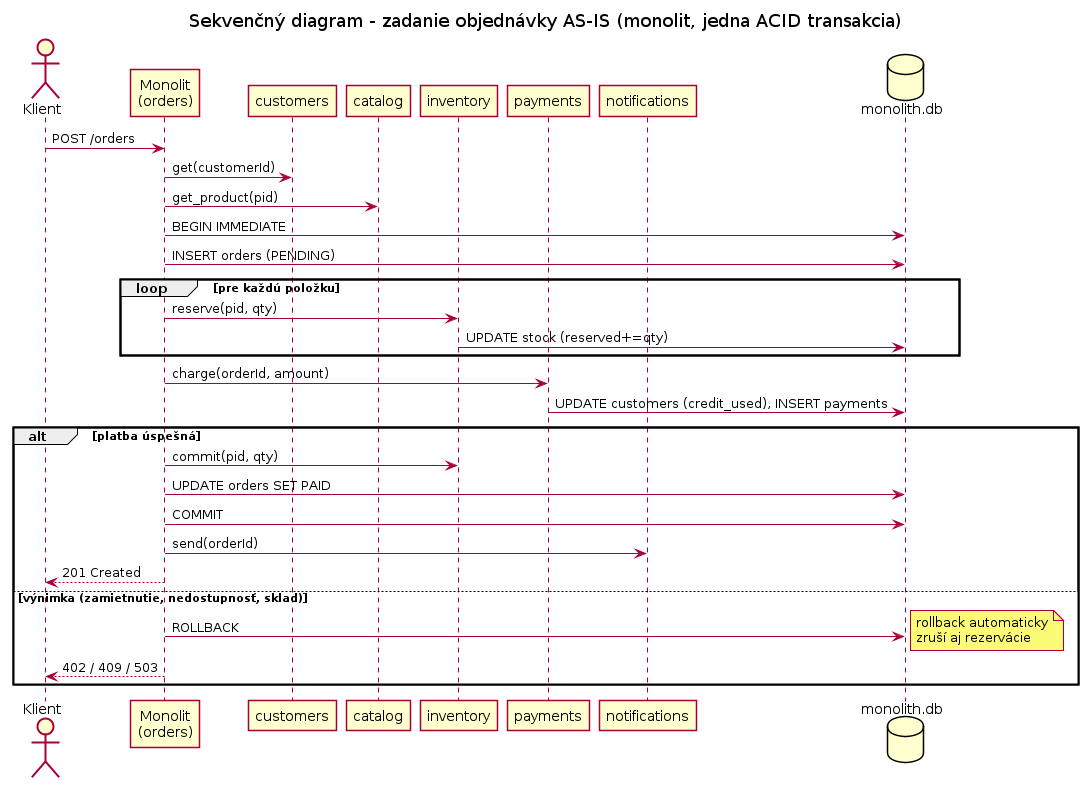 Sekvenčný diagram - zadanie objednávky AS-IS (monolit, jedna ACID transakcia)
Klient
Monolit
(orders)
customers
catalog
inventory
payments
notifications
monolith.db
POST /orders
get(customerId)
get_product(pid)
BEGIN IMMEDIATE
INSERT orders (PENDING)
loop
[pre každú položku]
reserve(pid, qty)
UPDATE stock (reserved+=qty)
charge(orderId, amount)
UPDATE customers (credit_used), INSERT payments
alt
[platba úspešná]
commit(pid, qty)
UPDATE orders SET PAID
COMMIT
send(orderId)
201 Created
[výnimka (zamietnutie, nedostupnosť, sklad)]
ROLLBACK
rollback automaticky
zruší aj rezervácie
402 / 409 / 503
Klient
Monolit
(orders)
customers
catalog
inventory
payments
notifications
monolith.db